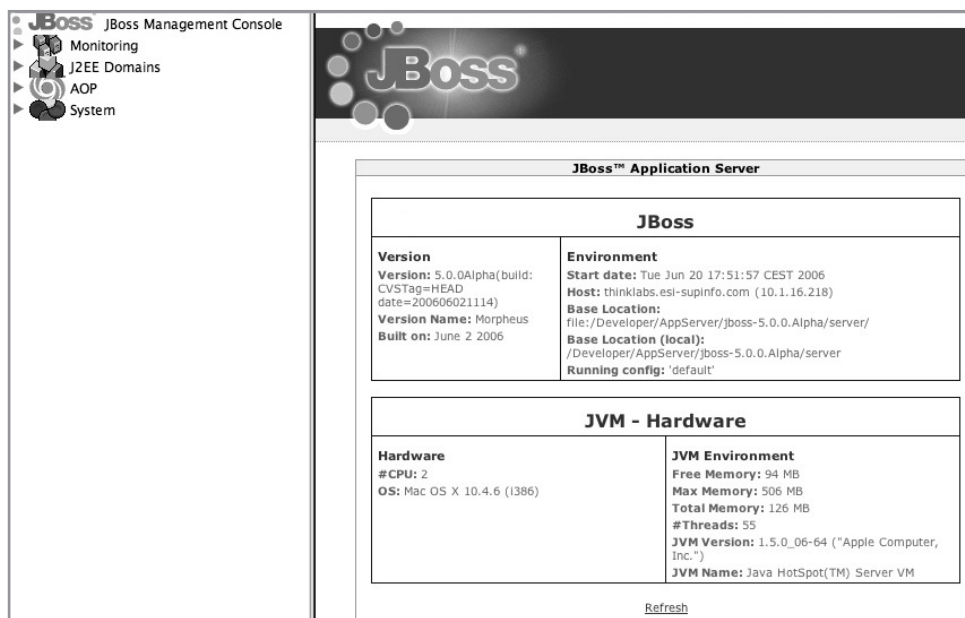 JBoss® JBoss Management Console
Monitoring
J2EE Domains
AOP
System
JBoss®
JBoss™ Application Server
JBoss
Version
Version: 5.0.0Alpha(build:
CVSTag=HEAD
date=200606021114)
Version Name: Morpheus
Built on: June 2 2006
Environment
Start date: Tue Jun 20 17:51:57 CEST 2006
Host: thinklabs.esi-supinfo.com (10.1.16.218)
Base Location:
file:/Developer/AppServer/jboss-5.0.0.Alpha/server/
Base Location (local):
/Developer/AppServer/jboss-5.0.0.Alpha/server
Running config: 'default'
JVM - Hardware
Hardware
#CPU: 2
OS: Mac OS X 10.4.6 (i386)
JVM Environment
Free Memory: 94 MB
Max Memory: 506 MB
Total Memory: 126 MB
#Threads: 55
JVM Version: 1.5.0_06-64 ("Apple Computer,
Inc.")
JVM Name: Java HotSpot(TM) Server VM
Refresh